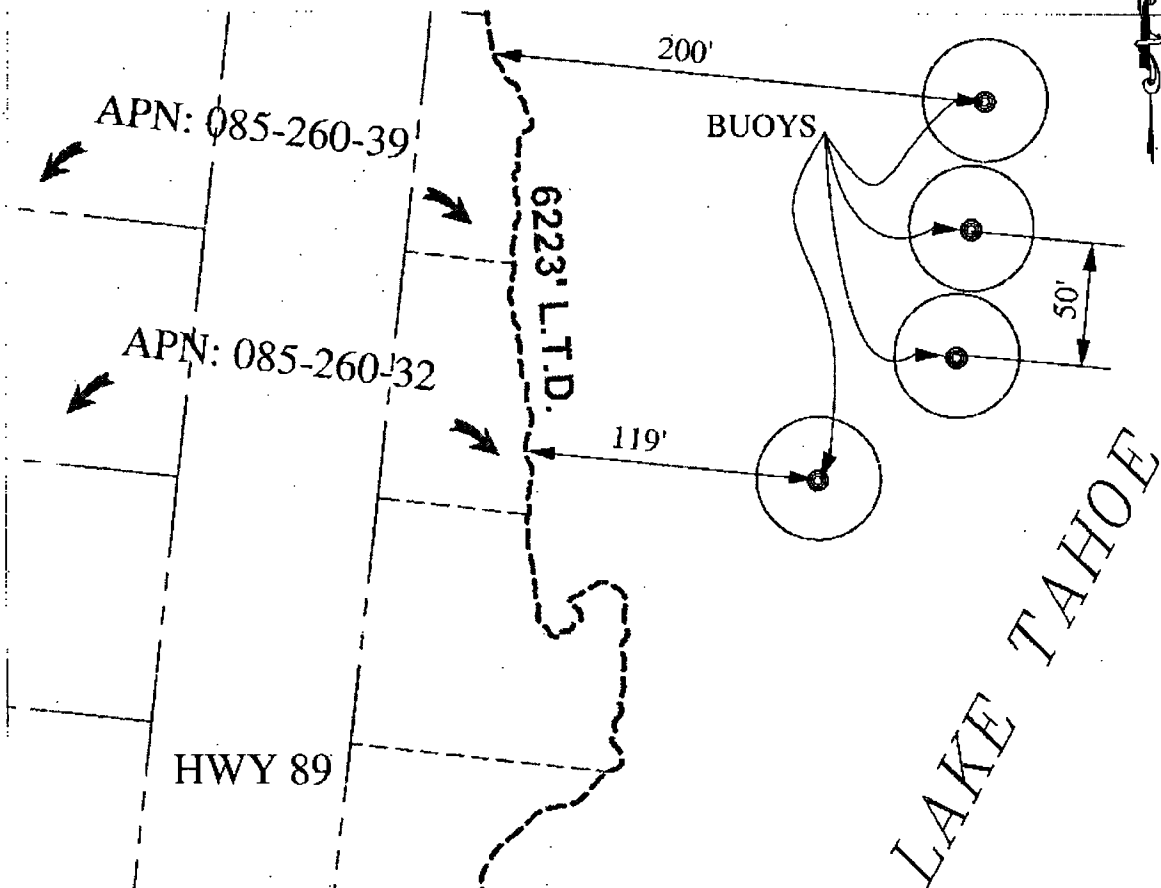 200'
APN: 085-260-39
BUOYS
6223' L.T.D.
50'
APN: 085-260-32
119'
LAKE TAHOE
HWY 89